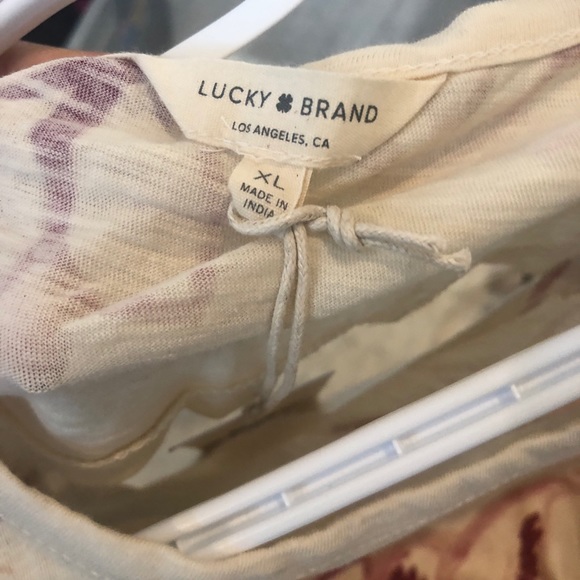 LUCKY BRAND
LOS ANGELES, CA
XL
MADE IN
INDIA